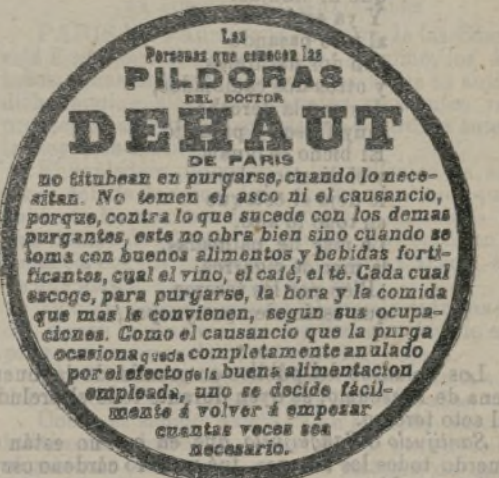 Las
Personas que conocen las
PILDORAS
DEL DOCTOR
DEHAUT
DE PARIS
no titubean en purgarse, cuando lo nece-
sitan. No temen el asco ni el causancio,
porque, contra lo que sucede con los demas
purgantes, este no obra bien sino cuando se
toma con buenos alimentos y bebidas forti-
ficantes, cual el vino, el café, el té. Cada cual
escoge, para purgarse, la hora y la comida
que mas le convienen, segun sus ocupa-
ciones. Como el causancio que la purga
ocasiona queda completamente anulado
por el efecto de la buena alimentacion
empleada, uno se decide fácil-
mente á volver á empezar
cuantas veces sea
necesario.